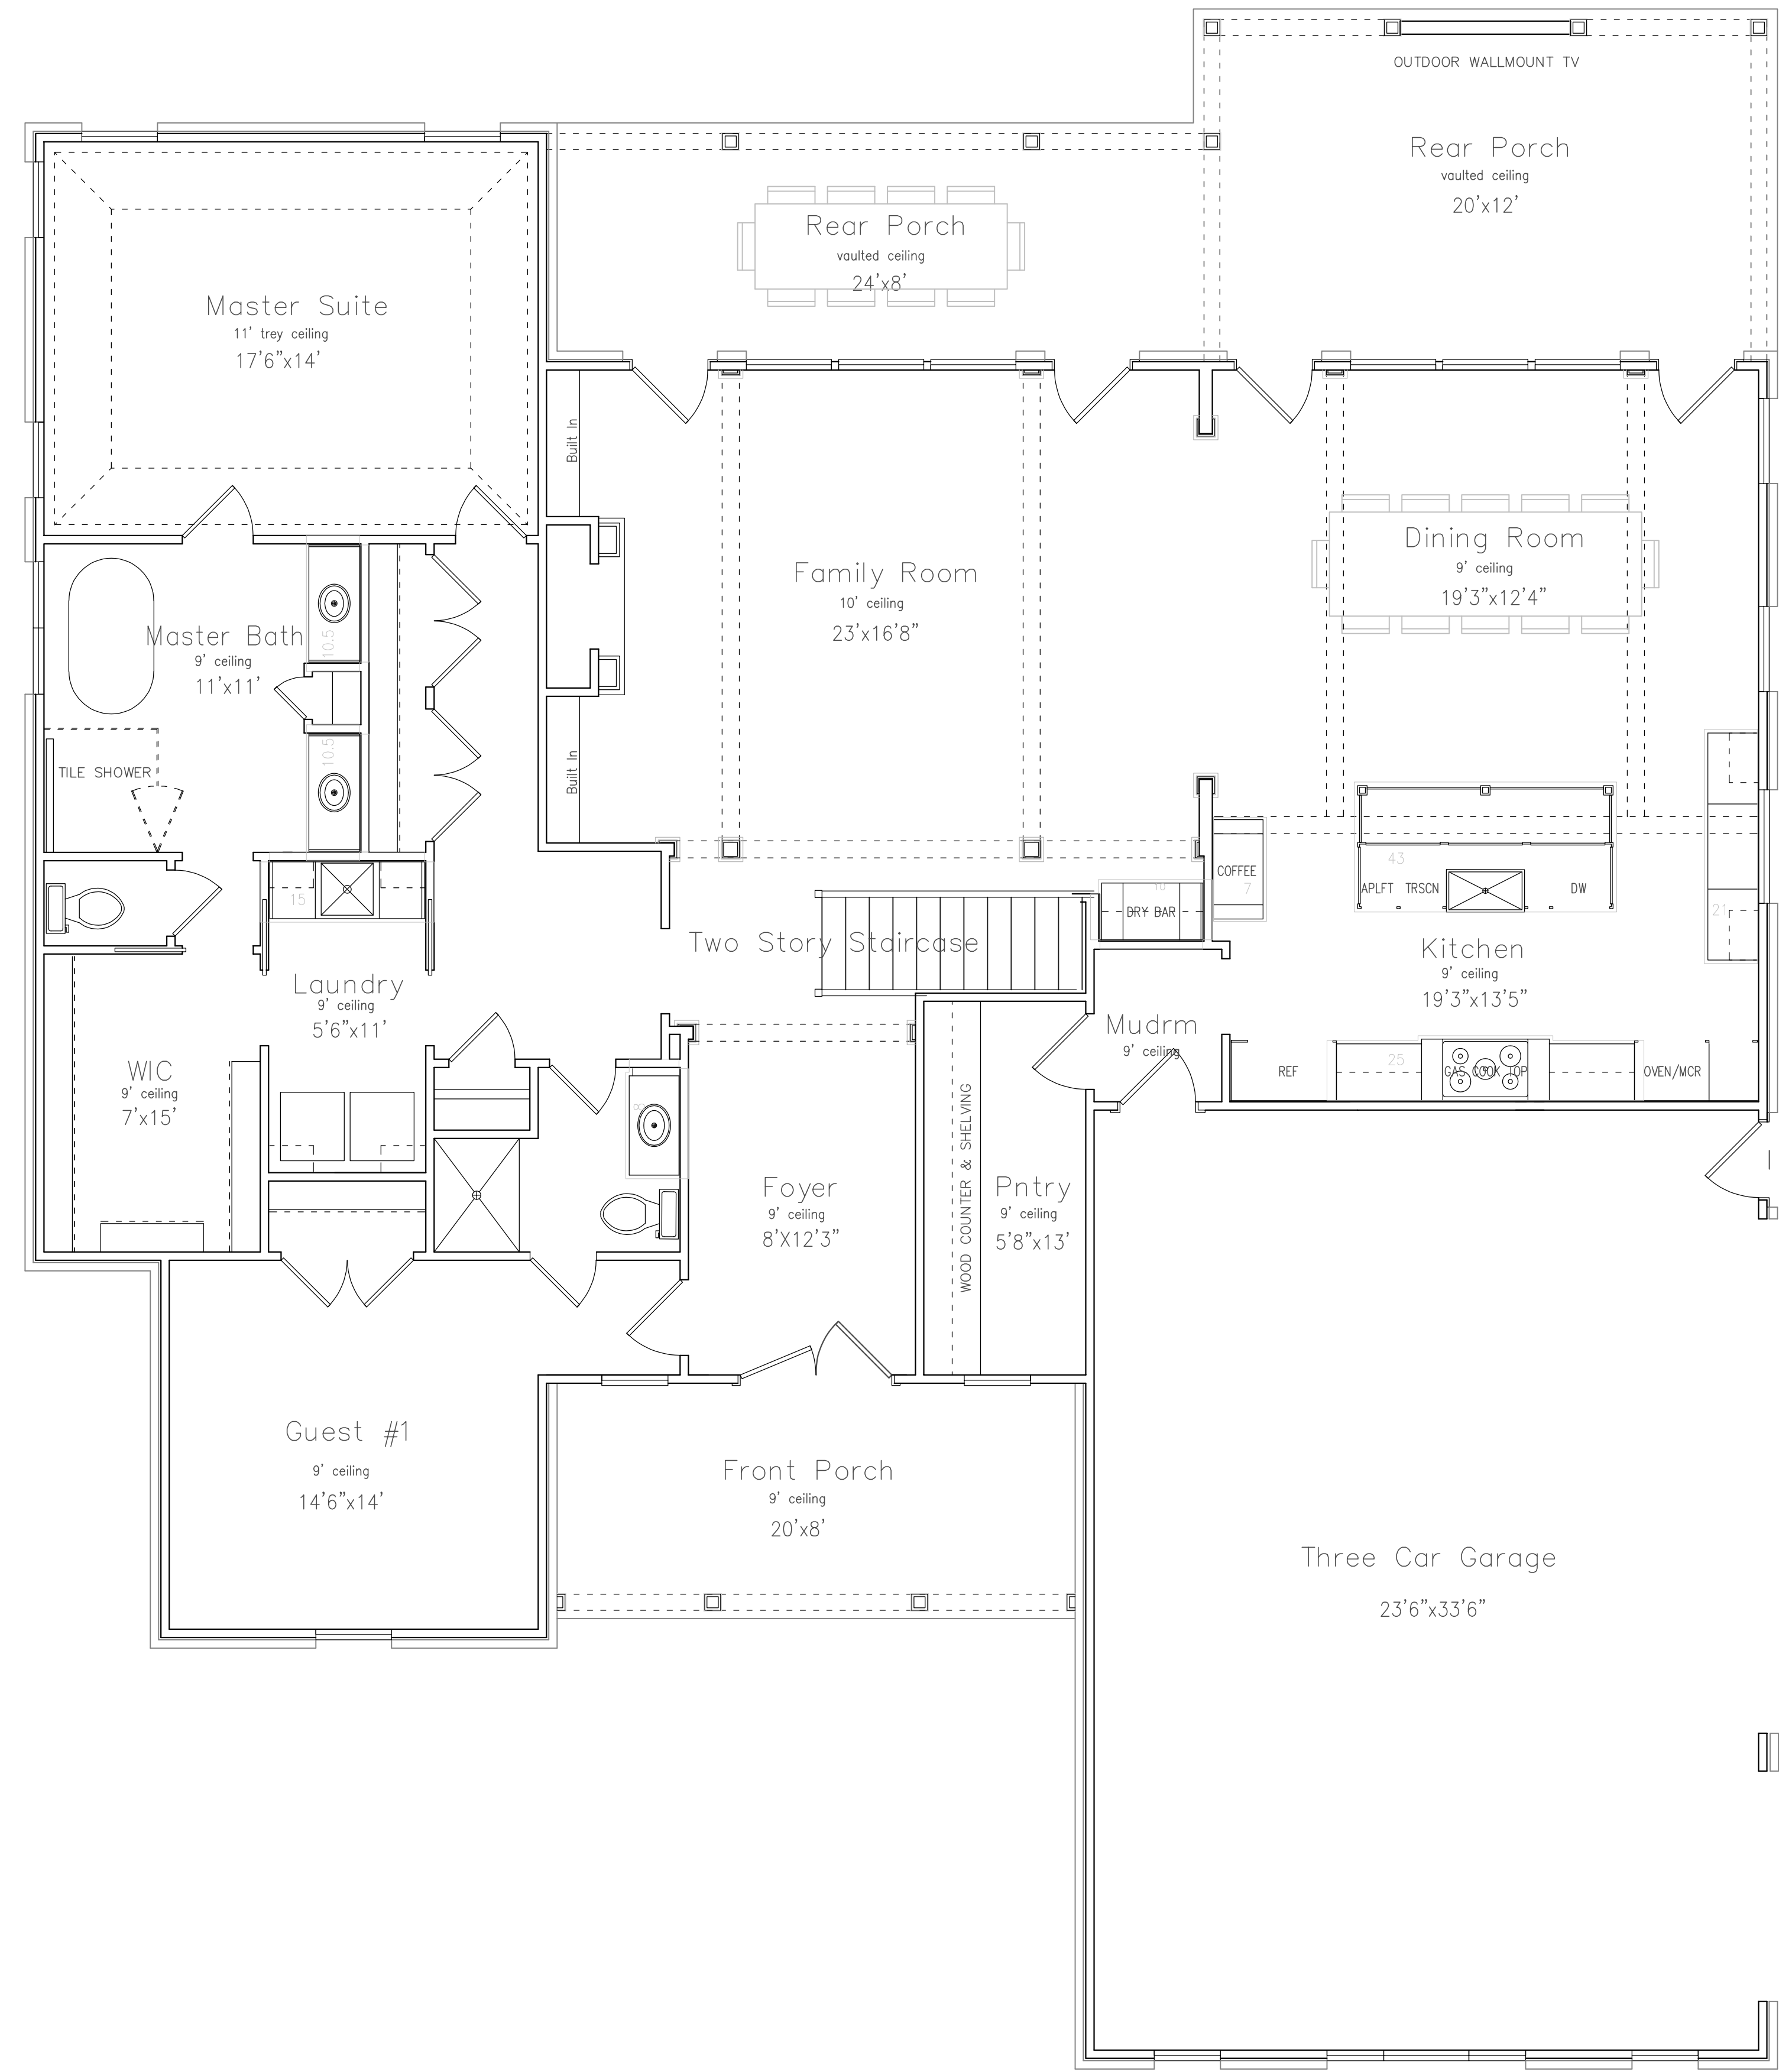 OUTDOOR WALLMOUNT TV
Rear Porch
vaulted ceiling
20'x12'
Rear Porch
vaulted ceiling
24'x8'
Master Suite
11' trey ceiling
17'6"x14'
Built In
Family Room
10' ceiling
23'x16'8"
Dining Room
9' ceiling
19'3"x12'4"
10.5
Master Bath
9' ceiling
11'x11'
10.5
TILE SHOWER
Built In
COFFEE
7
43
APLFT TRSCN DW
10
DRY BAR
21
15
Two Story Staircase
Kitchen
9' ceiling
19'3"x13'5"
Laundry
9' ceiling
5'6"x11'
Mudrm
9' ceiling
WIC
9' ceiling
7'x15'
REF
25
GAS COOK TOP
OVEN/MCR
8
WOOD COUNTER & SHELVING
Foyer
9' ceiling
8'X12'3"
Pntry
9' ceiling
5'8"x13'
Guest #1
9' ceiling
14'6"x14'
Front Porch
9' ceiling
20'x8'
Three Car Garage
23'6"x33'6"